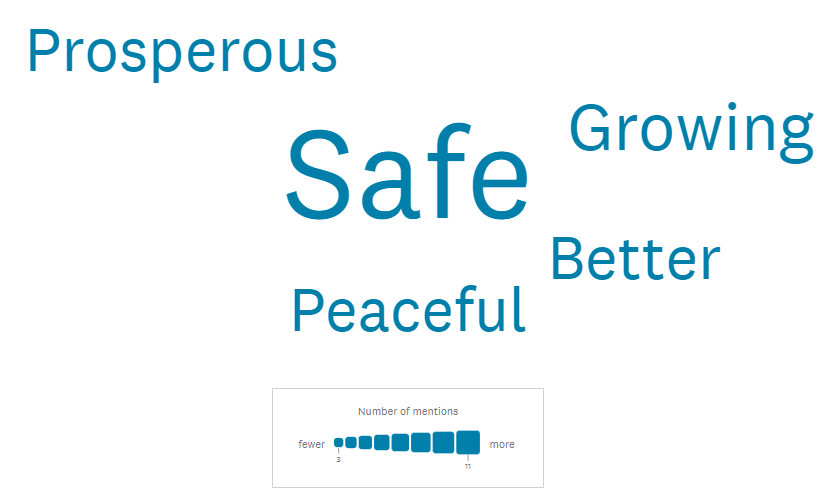 Prosperous
Growing
Safe
Better
Peaceful
Number of mentions
fewer
more
3
11